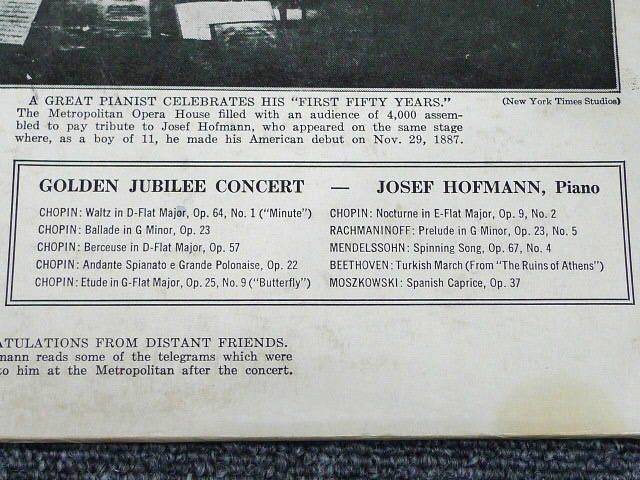 A GREAT PIANIST CELEBRATES HIS "FIRST FIFTY YEARS."
(New York Times Studios)
The Metropolitan Opera House filled with an audience of 4,000 assem-
bled to pay tribute to Josef Hofmann, who appeared on the same stage
where, as a boy of 11, he made his American debut on Nov. 29, 1887.
GOLDEN JUBILEE CONCERT — JOSEF HOFMANN, Piano
CHOPIN: Waltz in D-Flat Major, Op. 64, No. 1 ("Minute")
CHOPIN: Ballade in G Minor, Op. 23
CHOPIN: Berceuse in D-Flat Major, Op. 57
CHOPIN: Andante Spianato e Grande Polonaise, Op. 22
CHOPIN: Etude in G-Flat Major, Op. 25, No. 9 ("Butterfly")
CHOPIN: Nocturne in E-Flat Major, Op. 9, No. 2
RACHMANINOFF: Prelude in G Minor, Op. 23, No. 5
MENDELSSOHN: Spinning Song, Op. 67, No. 4
BEETHOVEN: Turkish March (From "The Ruins of Athens")
MOSZKOWSKI: Spanish Caprice, Op. 37
ATULATIONS FROM DISTANT FRIENDS.
mann reads some of the telegrams which were
to him at the Metropolitan after the concert.